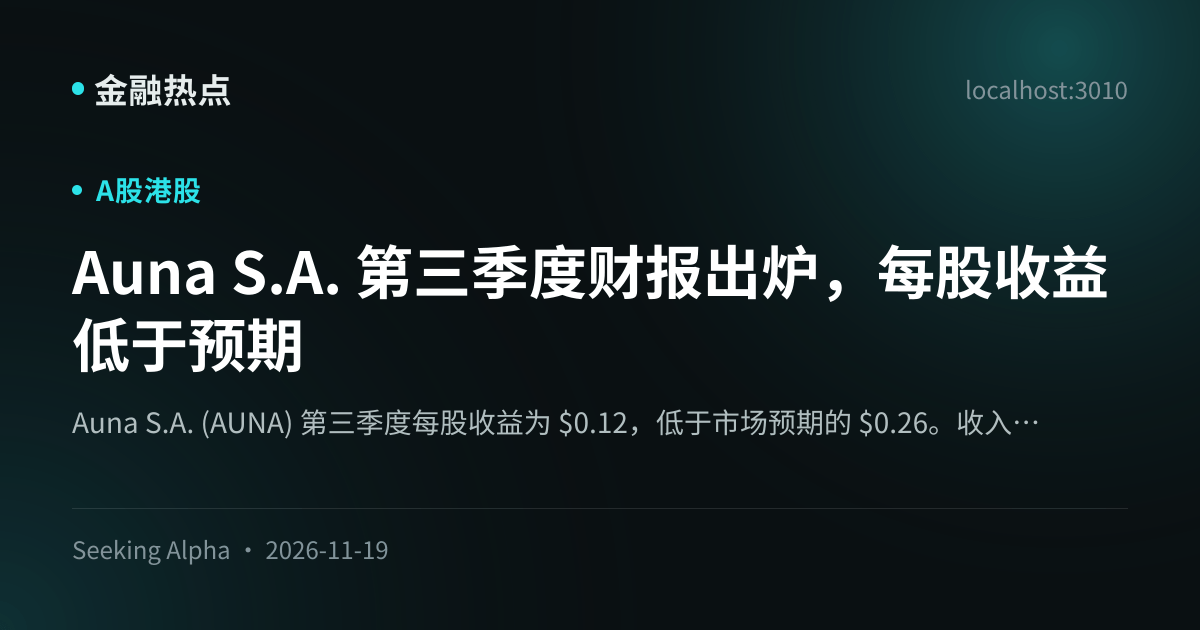 金融热点
localhost:3010
A股港股
Auna S.A. 第三季度财报出炉，每股收益
低于预期
Auna S.A. (AUNA) 第三季度每股收益为 $0.12，低于市场预期的 $0.26。收入…
Seeking Alpha · 2026-11-19